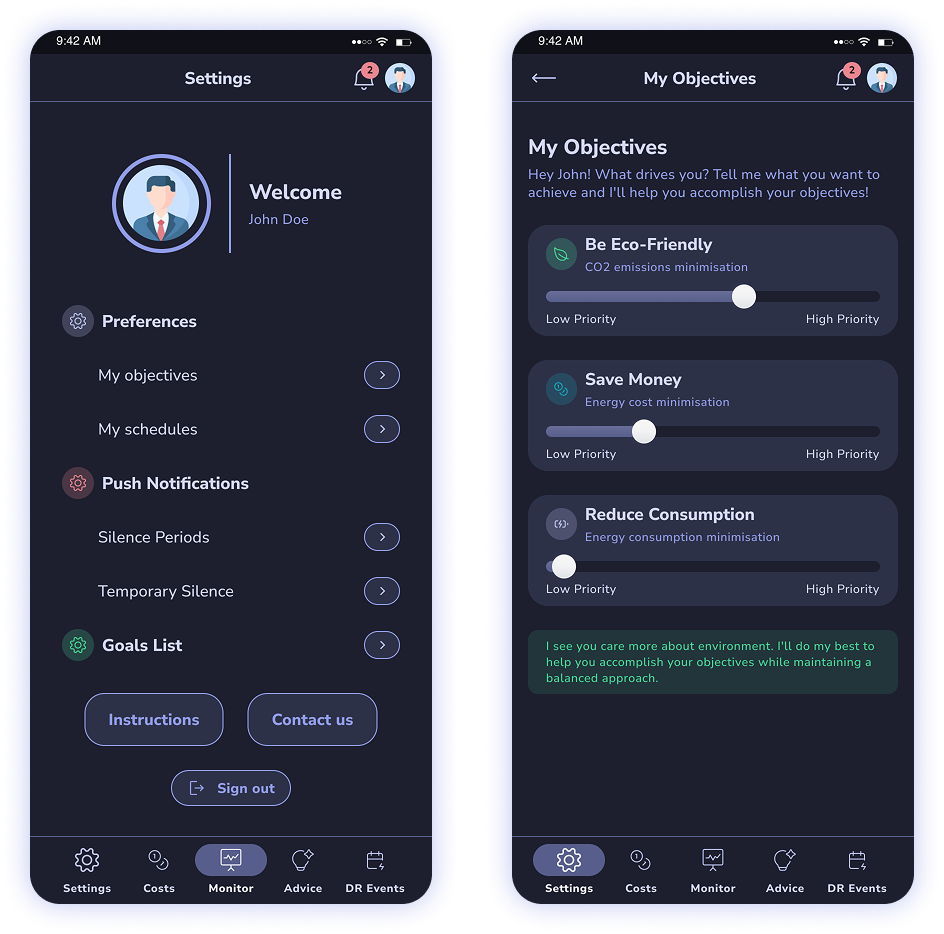 9:42 AM
Settings
2
Welcome
John Doe
Preferences
My objectives
My schedules
Push Notifications
Silence Periods
Temporary Silence
Goals List
Instructions
Contact us
Sign out
Settings
Costs
Monitor
Advice
DR Events
9:42 AM
My Objectives
2
My Objectives
Hey John! What drives you? Tell me what you want to
achieve and I'll help you accomplish your objectives!
Be Eco-Friendly
CO2 emissions minimisation
Low Priority
High Priority
Save Money
Energy cost minimisation
Low Priority
High Priority
Reduce Consumption
Energy consumption minimisation
Low Priority
High Priority
I see you care more about environment. I'll do my best to
help you accomplish your objectives while maintaining a
balanced approach.
Settings
Costs
Monitor
Advice
DR Events